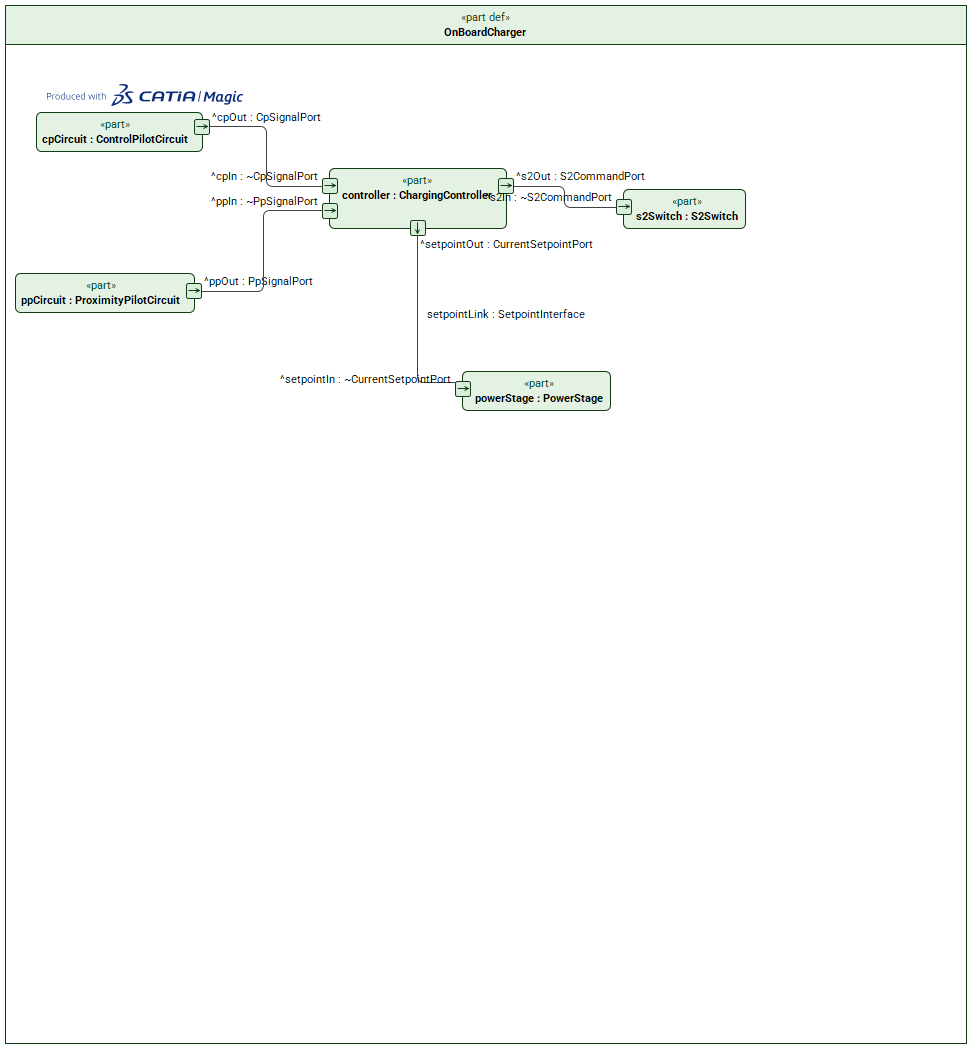 «part def»
OnBoardCharger
Produced with CATIA | Magic
^cpOut : CpSignalPort
«part»
cpCircuit : ControlPilotCircuit
^cpIn : ~CpSignalPort
«part»
controller : ChargingController
^s2Out : S2CommandPort
^ppIn : ~PpSignalPort
s2In : ~S2CommandPort
«part»
s2Switch : S2Switch
^setpointOut : CurrentSetpointPort
^ppOut : PpSignalPort
«part»
ppCircuit : ProximityPilotCircuit
setpointLink : SetpointInterface
^setpointIn : ~CurrentSetpointPort
«part»
powerStage : PowerStage